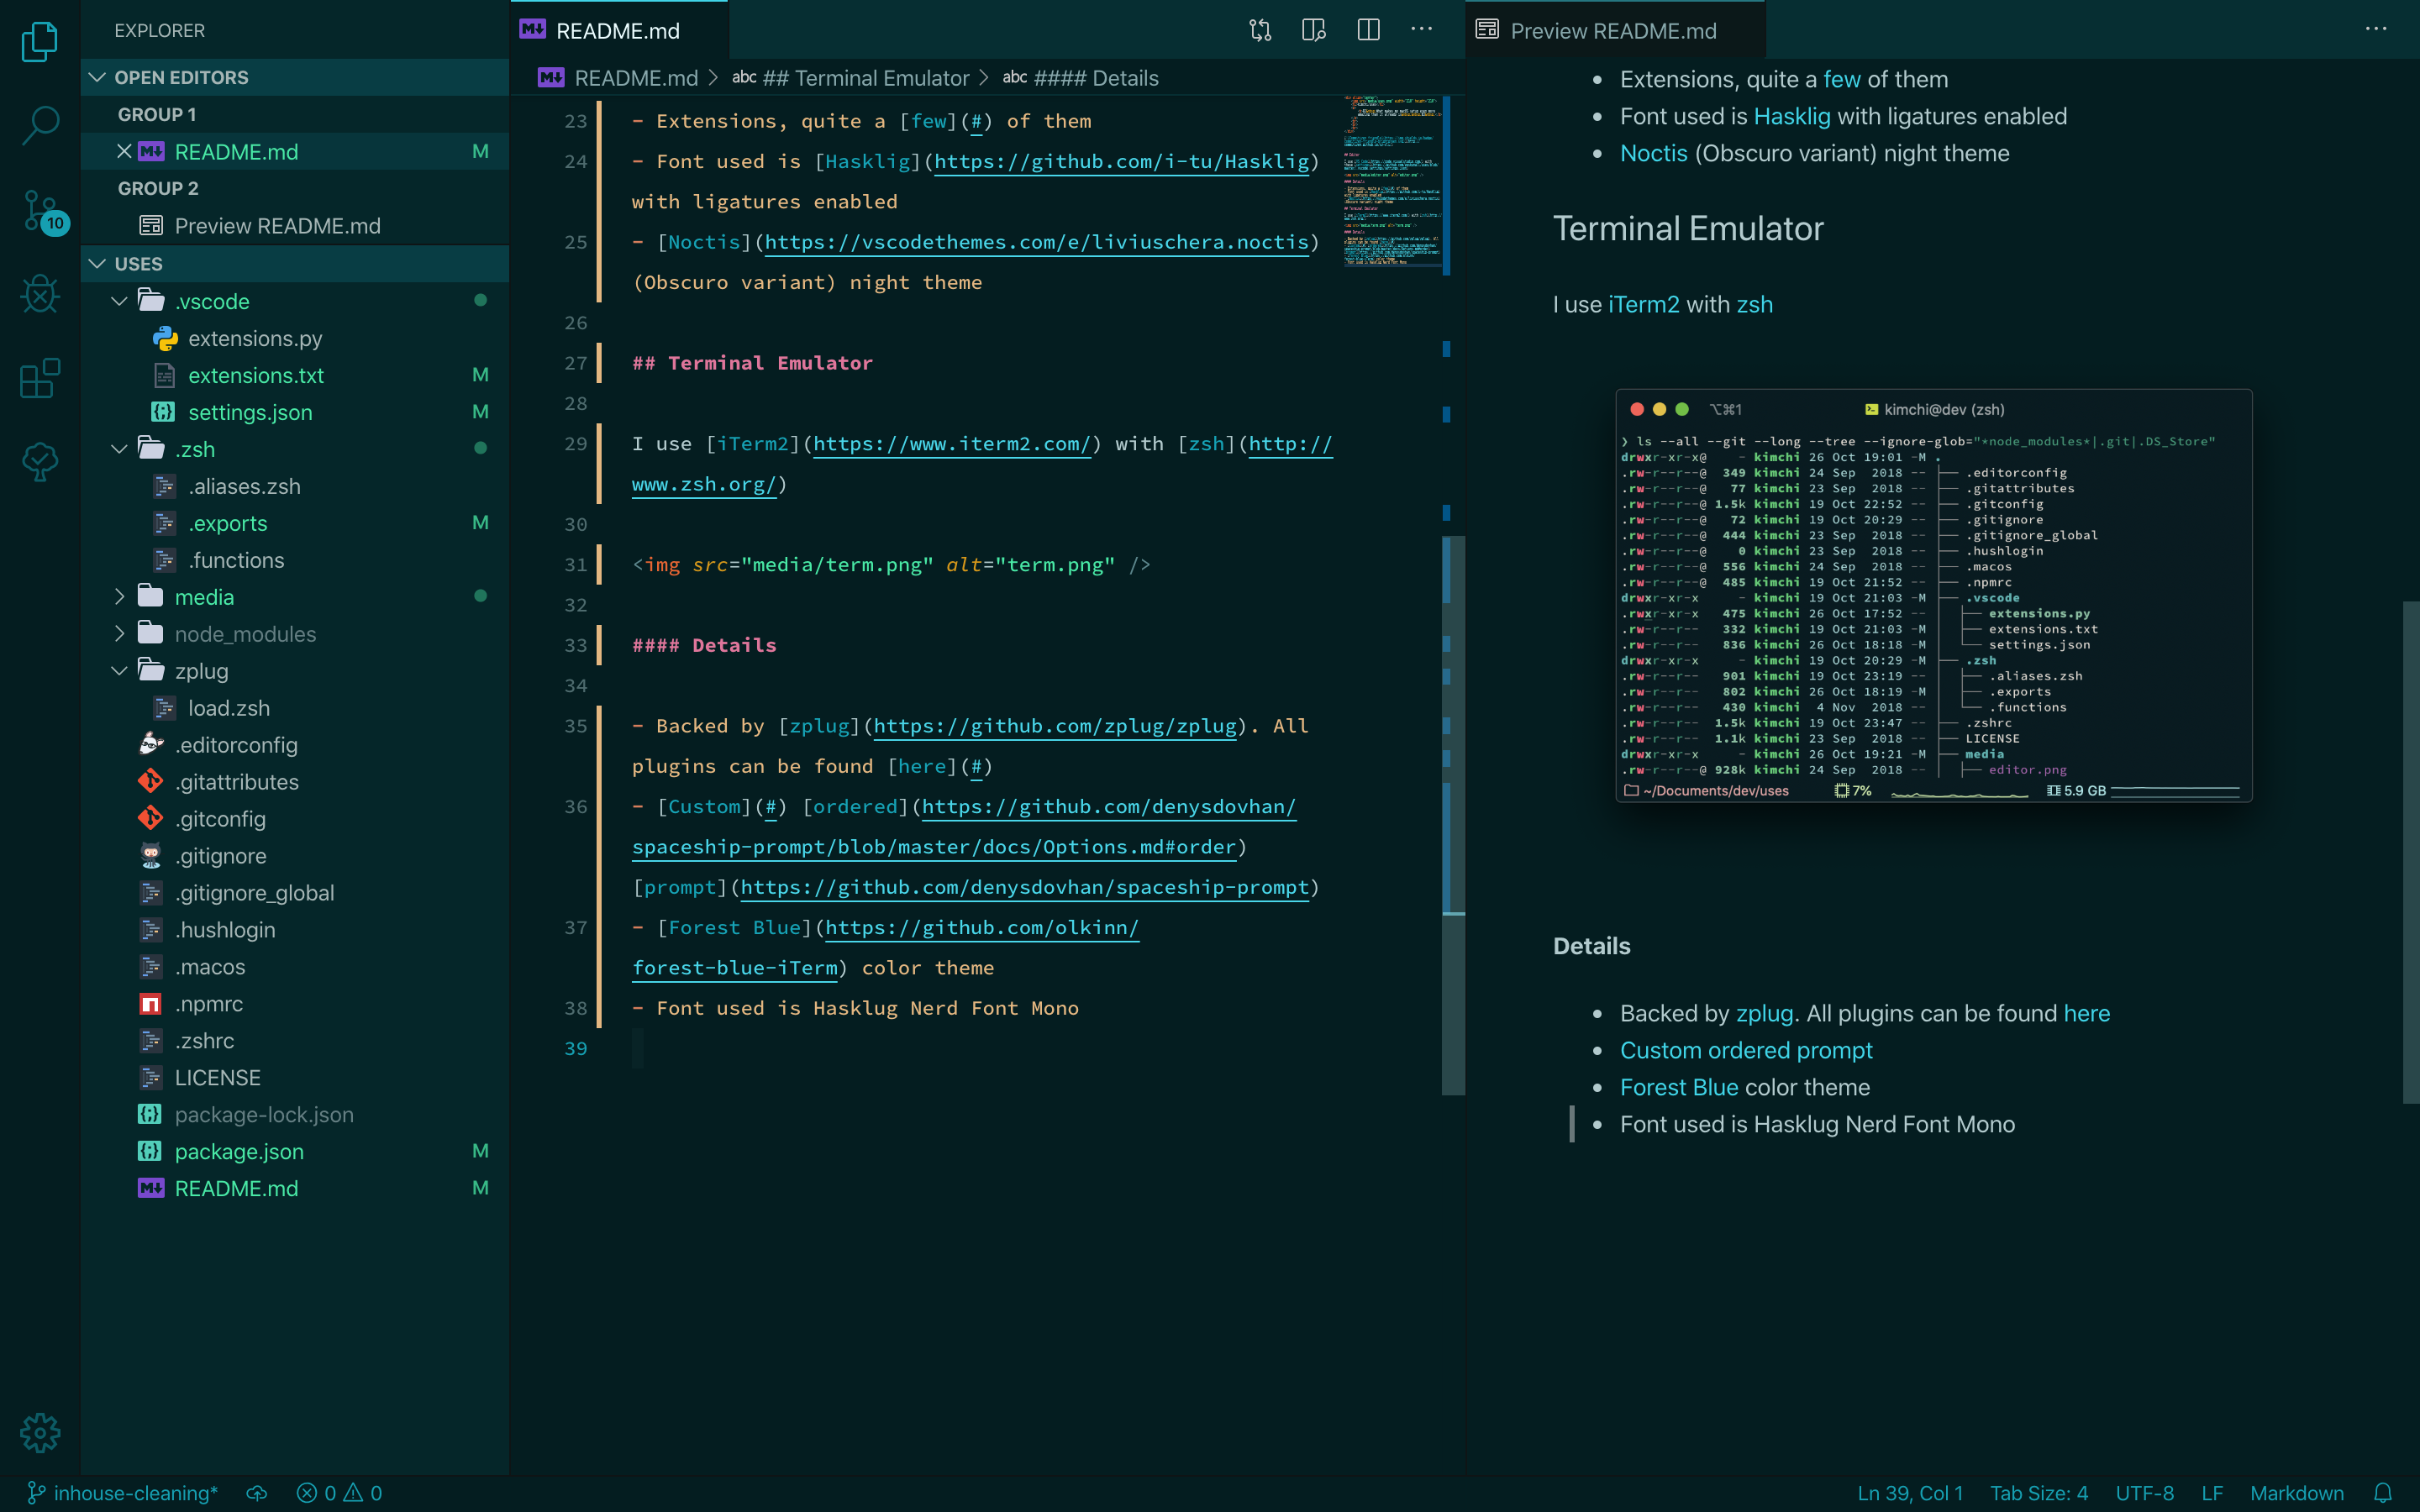 EXPLORER
OPEN EDITORS
GROUP 1
README.md M
GROUP 2
Preview README.md
10
USES
.vscode
extensions.py
extensions.txt M
settings.json M
.zsh
.aliases.zsh
.exports M
.functions
media
node_modules
zplug
load.zsh
.editorconfig
.gitattributes
.gitconfig
.gitignore
.gitignore_global
.hushlogin
.macos
.npmrc
.zshrc
LICENSE
package-lock.json
package.json M
README.md M
README.md
README.md > abc ## Terminal Emulator > abc #### Details
23 - Extensions, quite a [few](#) of them
24 - Font used is [Hasklig](https://github.com/i-tu/Hasklig)
with ligatures enabled
25 - [Noctis](https://vscodethemes.com/e/liviuschera.noctis)
(Obscuro variant) night theme
26
27 ## Terminal Emulator
28
29 I use [iTerm2](https://www.iterm2.com/) with [zsh](http://
www.zsh.org/)
30
31 <img src="media/term.png" alt="term.png" />
32
33 #### Details
34
35 - Backed by [zplug](https://github.com/zplug/zplug). All
plugins can be found [here](#)
36 - [Custom](#) [ordered](https://github.com/denysdovhan/
spaceship-prompt/blob/master/docs/Options.md#order)
[prompt](https://github.com/denysdovhan/spaceship-prompt)
37 - [Forest Blue](https://github.com/olkinn/
forest-blue-iTerm) color theme
38 - Font used is Hasklug Nerd Font Mono
39
Preview README.md
• Extensions, quite a few of them
• Font used is Hasklig with ligatures enabled
• Noctis (Obscuro variant) night theme
Terminal Emulator
I use iTerm2 with zsh
⌥⌘1 kimchi@dev (zsh)
❯ ls --all --git --long --tree --ignore-glob="*node_modules*|.git|.DS_Store"
drwxr-xr-x@ - kimchi 26 Oct 19:01 -M .
.rw-r--r--@ 349 kimchi 24 Sep 2018 -- ├── .editorconfig
.rw-r--r--@ 77 kimchi 23 Sep 2018 -- ├── .gitattributes
.rw-r--r--@ 1.5k kimchi 19 Oct 22:52 -- ├── .gitconfig
.rw-r--r--@ 72 kimchi 19 Oct 20:29 -- ├── .gitignore
.rw-r--r--@ 444 kimchi 23 Sep 2018 -- ├── .gitignore_global
.rw-r--r--@ 0 kimchi 23 Sep 2018 -- ├── .hushlogin
.rw-r--r--@ 556 kimchi 24 Sep 2018 -- ├── .macos
.rw-r--r--@ 485 kimchi 19 Oct 21:52 -- ├── .npmrc
drwxr-xr-x - kimchi 19 Oct 21:03 -M ├── .vscode
.rwxr-xr-x 475 kimchi 26 Oct 17:52 -- │ ├── extensions.py
.rw-r--r-- 332 kimchi 19 Oct 21:03 -M │ ├── extensions.txt
.rw-r--r-- 836 kimchi 26 Oct 18:18 -M │ └── settings.json
drwxr-xr-x - kimchi 19 Oct 20:29 -M ├── .zsh
.rw-r--r-- 901 kimchi 19 Oct 23:19 -- │ ├── .aliases.zsh
.rw-r--r-- 802 kimchi 26 Oct 18:19 -M │ ├── .exports
.rw-r--r-- 430 kimchi 4 Nov 2018 -- │ └── .functions
.rw-r--r-- 1.5k kimchi 19 Oct 23:47 -- ├── .zshrc
.rw-r--r-- 1.1k kimchi 23 Sep 2018 -- ├── LICENSE
drwxr-xr-x - kimchi 26 Oct 19:21 -M ├── media
.rw-r--r--@ 928k kimchi 24 Sep 2018 -- │ ├── editor.png
~/Documents/dev/uses 7% 5.9 GB
Details
• Backed by zplug. All plugins can be found here
• Custom ordered prompt
• Forest Blue color theme
• Font used is Hasklug Nerd Font Mono
inhouse-cleaning* 0 0 Ln 39, Col 1 Tab Size: 4 UTF-8 LF Markdown